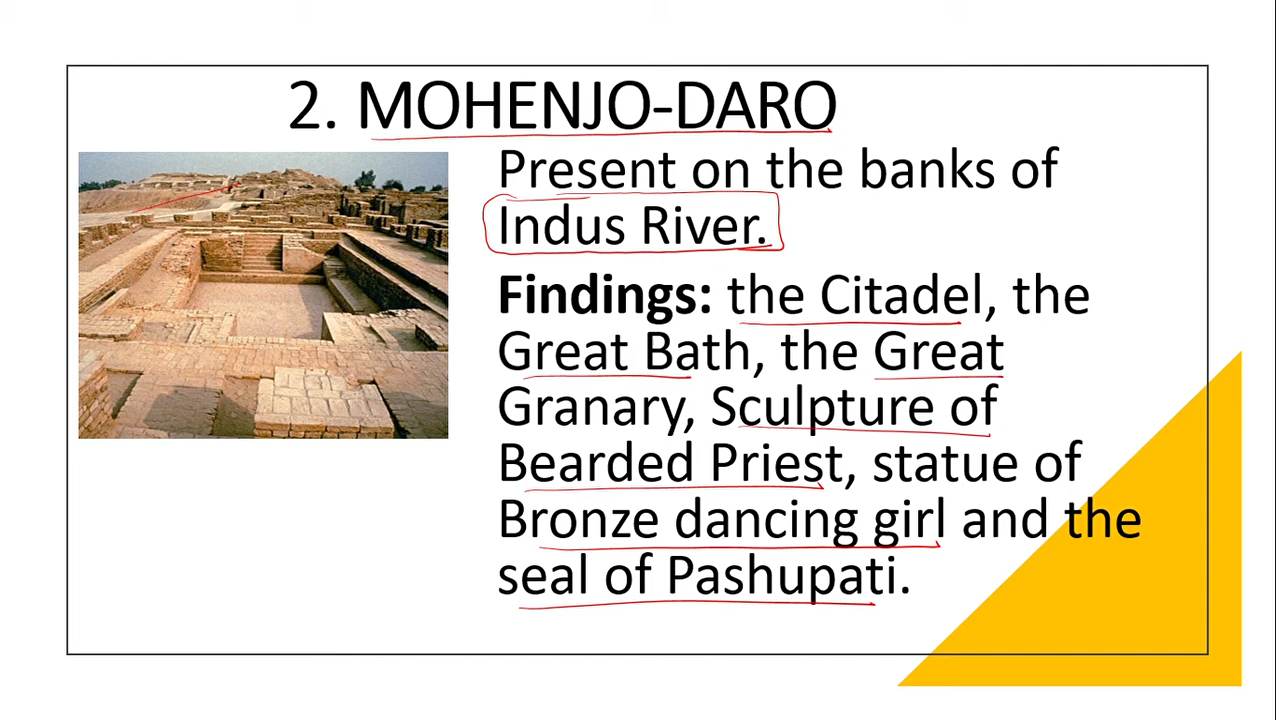 2. MOHENJO-DARO
Present on the banks of
Indus River.
Findings: the Citadel, the
Great Bath, the Great
Granary, Sculpture of
Bearded Priest, statue of
Bronze dancing girl and the
seal of Pashupati.